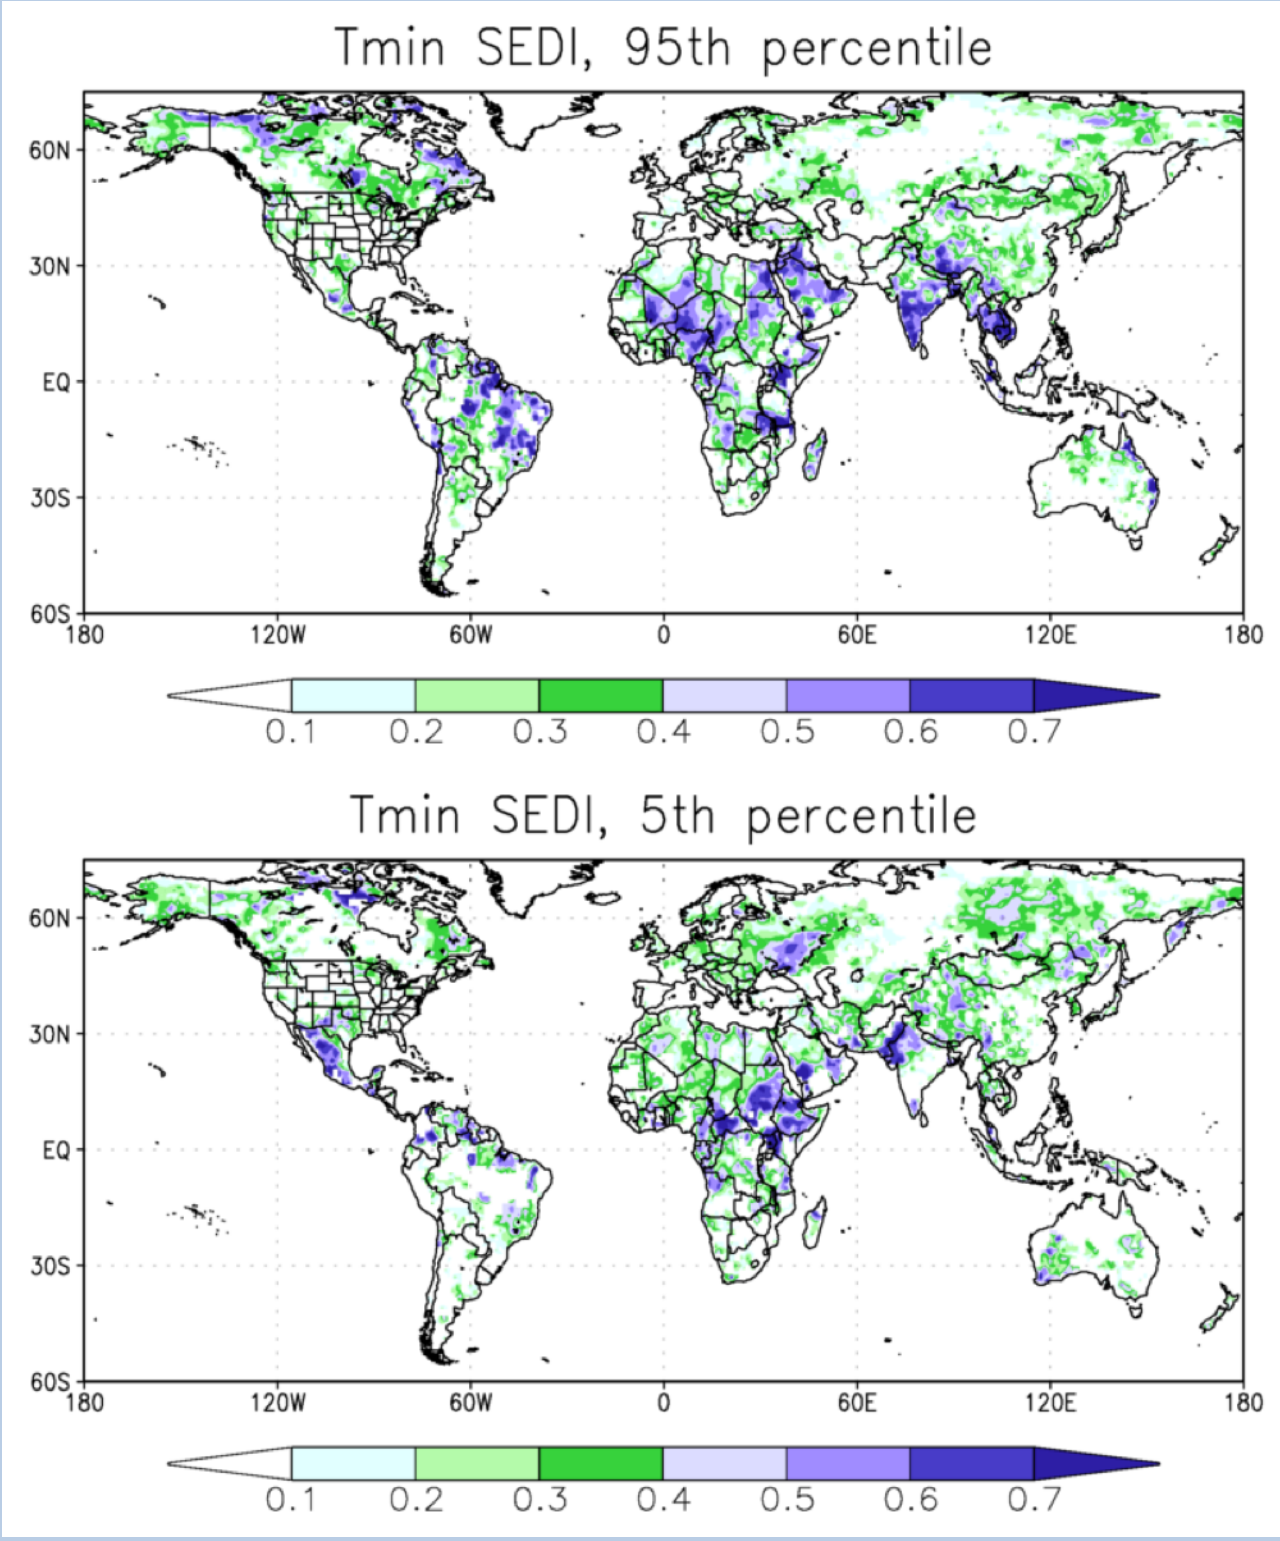 Tmin SEDI, 95th percentile
60N
30N
EQ
30S
60S
180 120W 60W 0 60E 120E 180
0.1 0.2 0.3 0.4 0.5 0.6 0.7
Tmin SEDI, 5th percentile
60N
30N
EQ
30S
60S
180 120W 60W 0 60E 120E 180
0.1 0.2 0.3 0.4 0.5 0.6 0.7